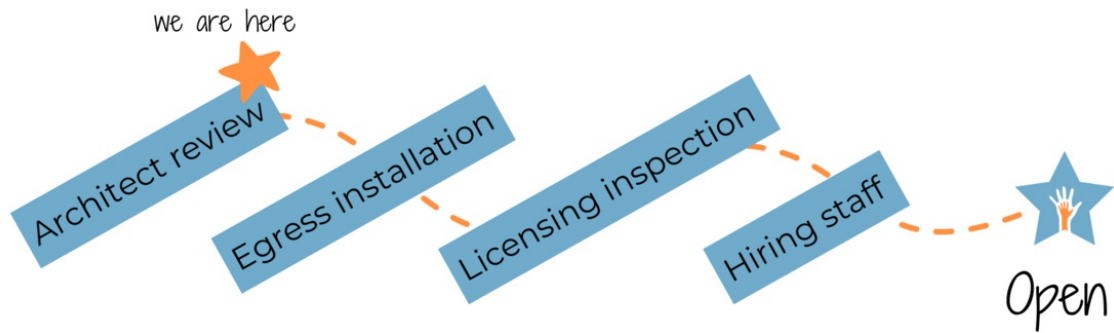 we are here
Architect review
Egress installation
Licensing inspection
Hiring staff
Open